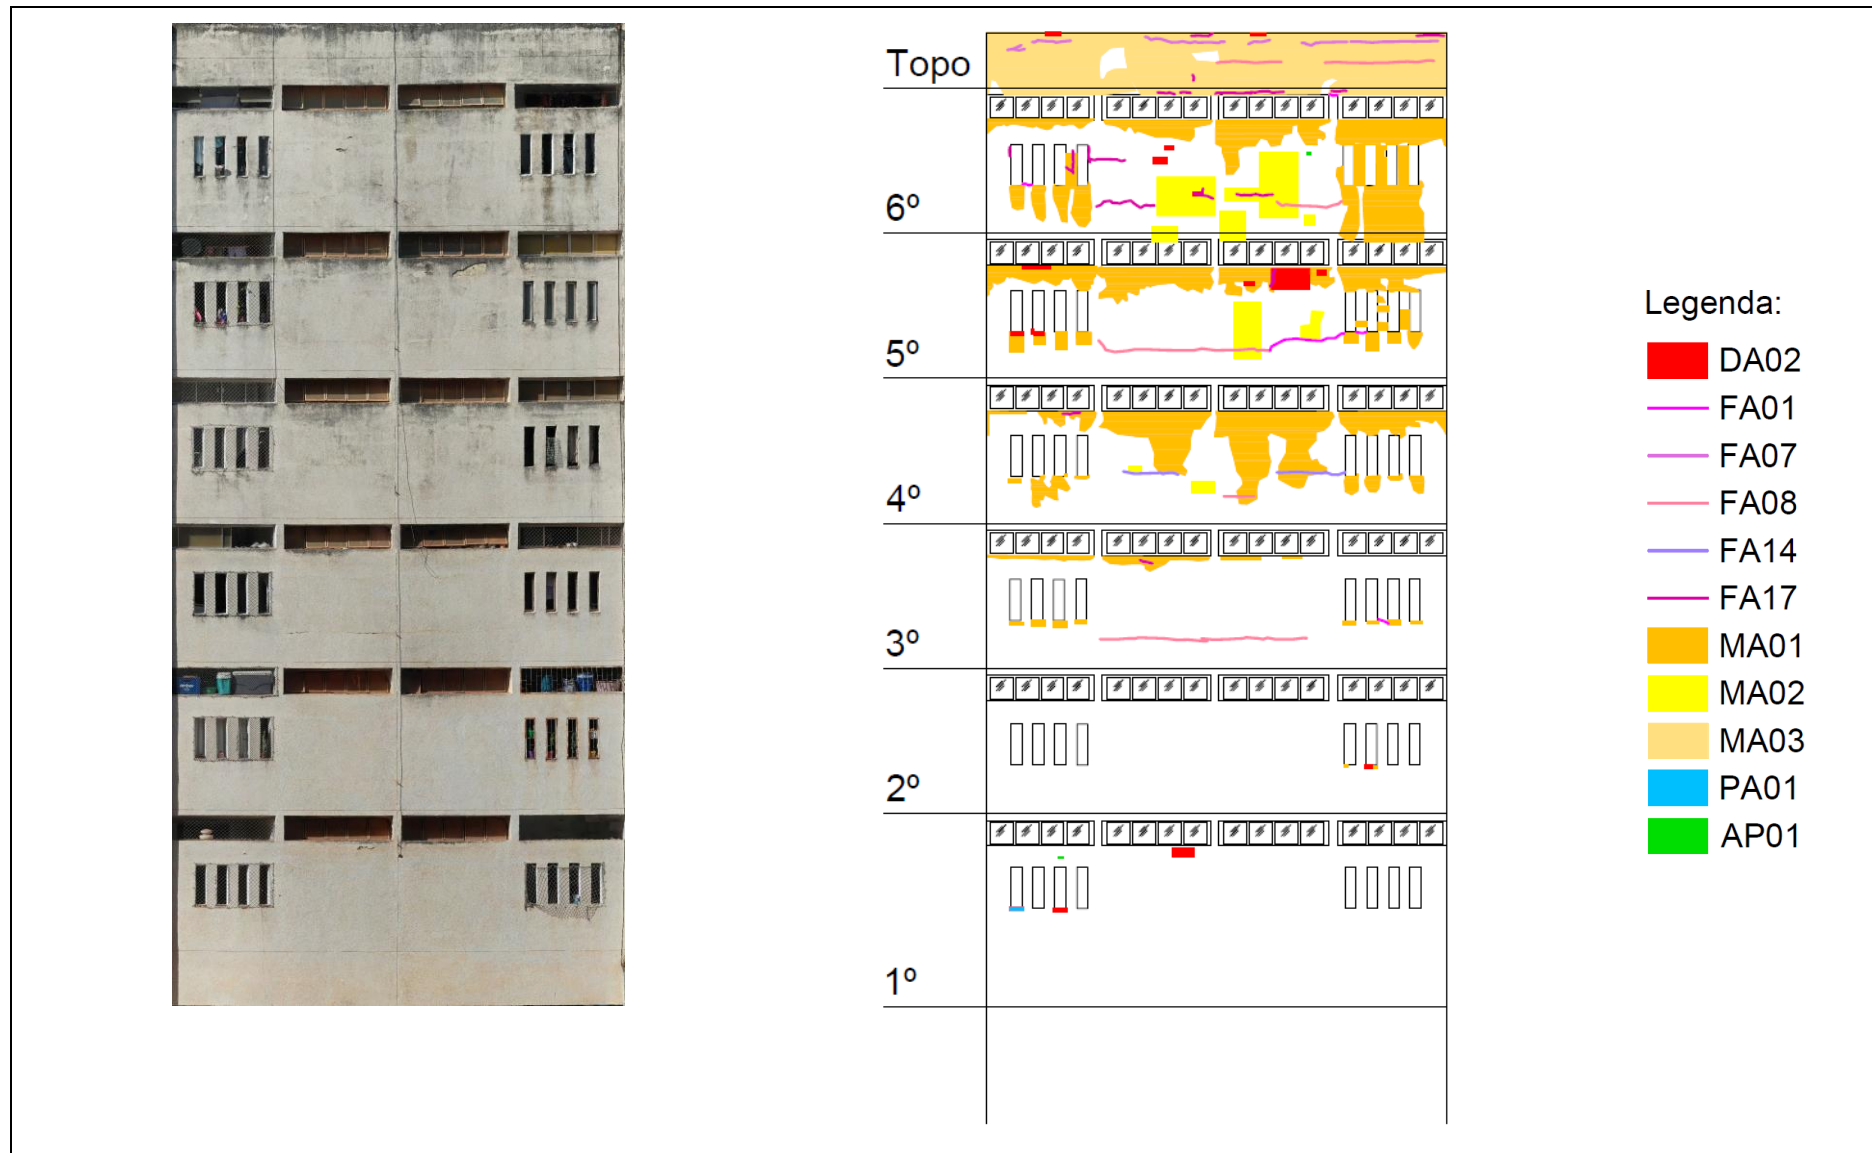 Topo
6º
5º
4º
3º
2º
1º
Legenda:
DA02
FA01
FA07
FA08
FA14
FA17
MA01
MA02
MA03
PA01
AP01